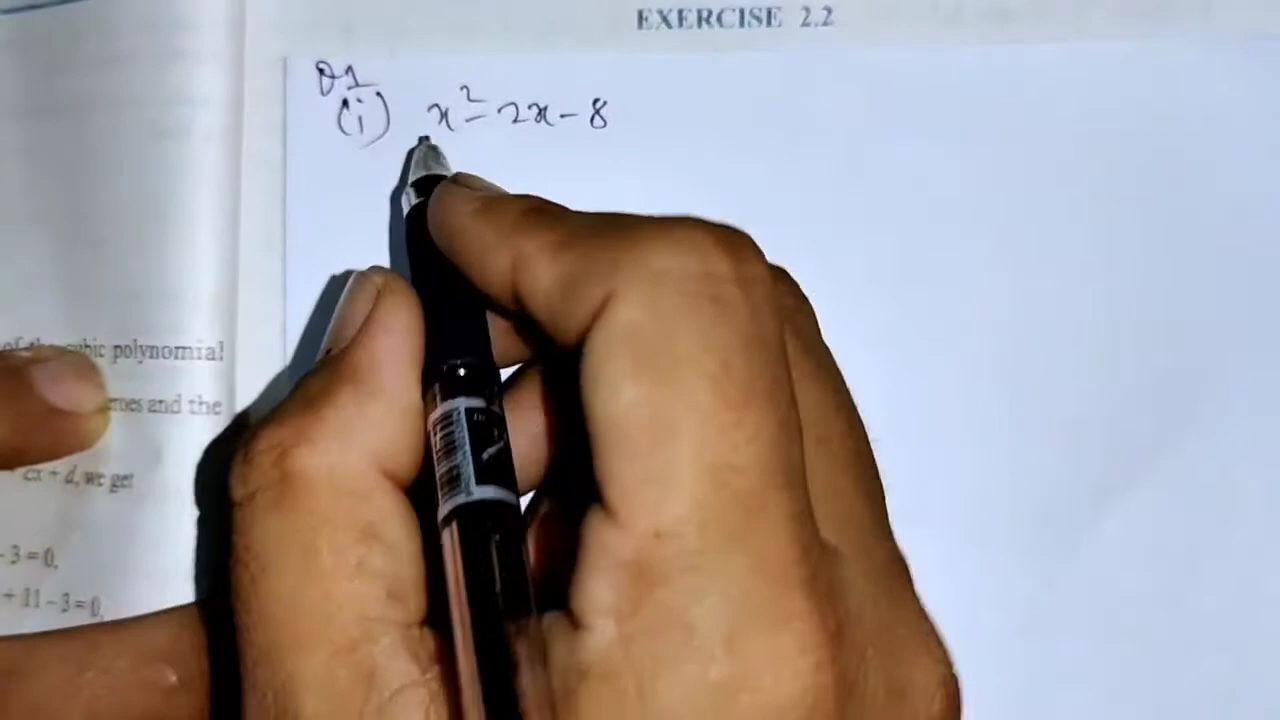 EXERCISE 2.2
Q1
(i) x² - 2x - 8
of the cubic polynomial
zeroes and the
cx + d, we get
- 3 = 0,
+ 11 - 3 = 0,